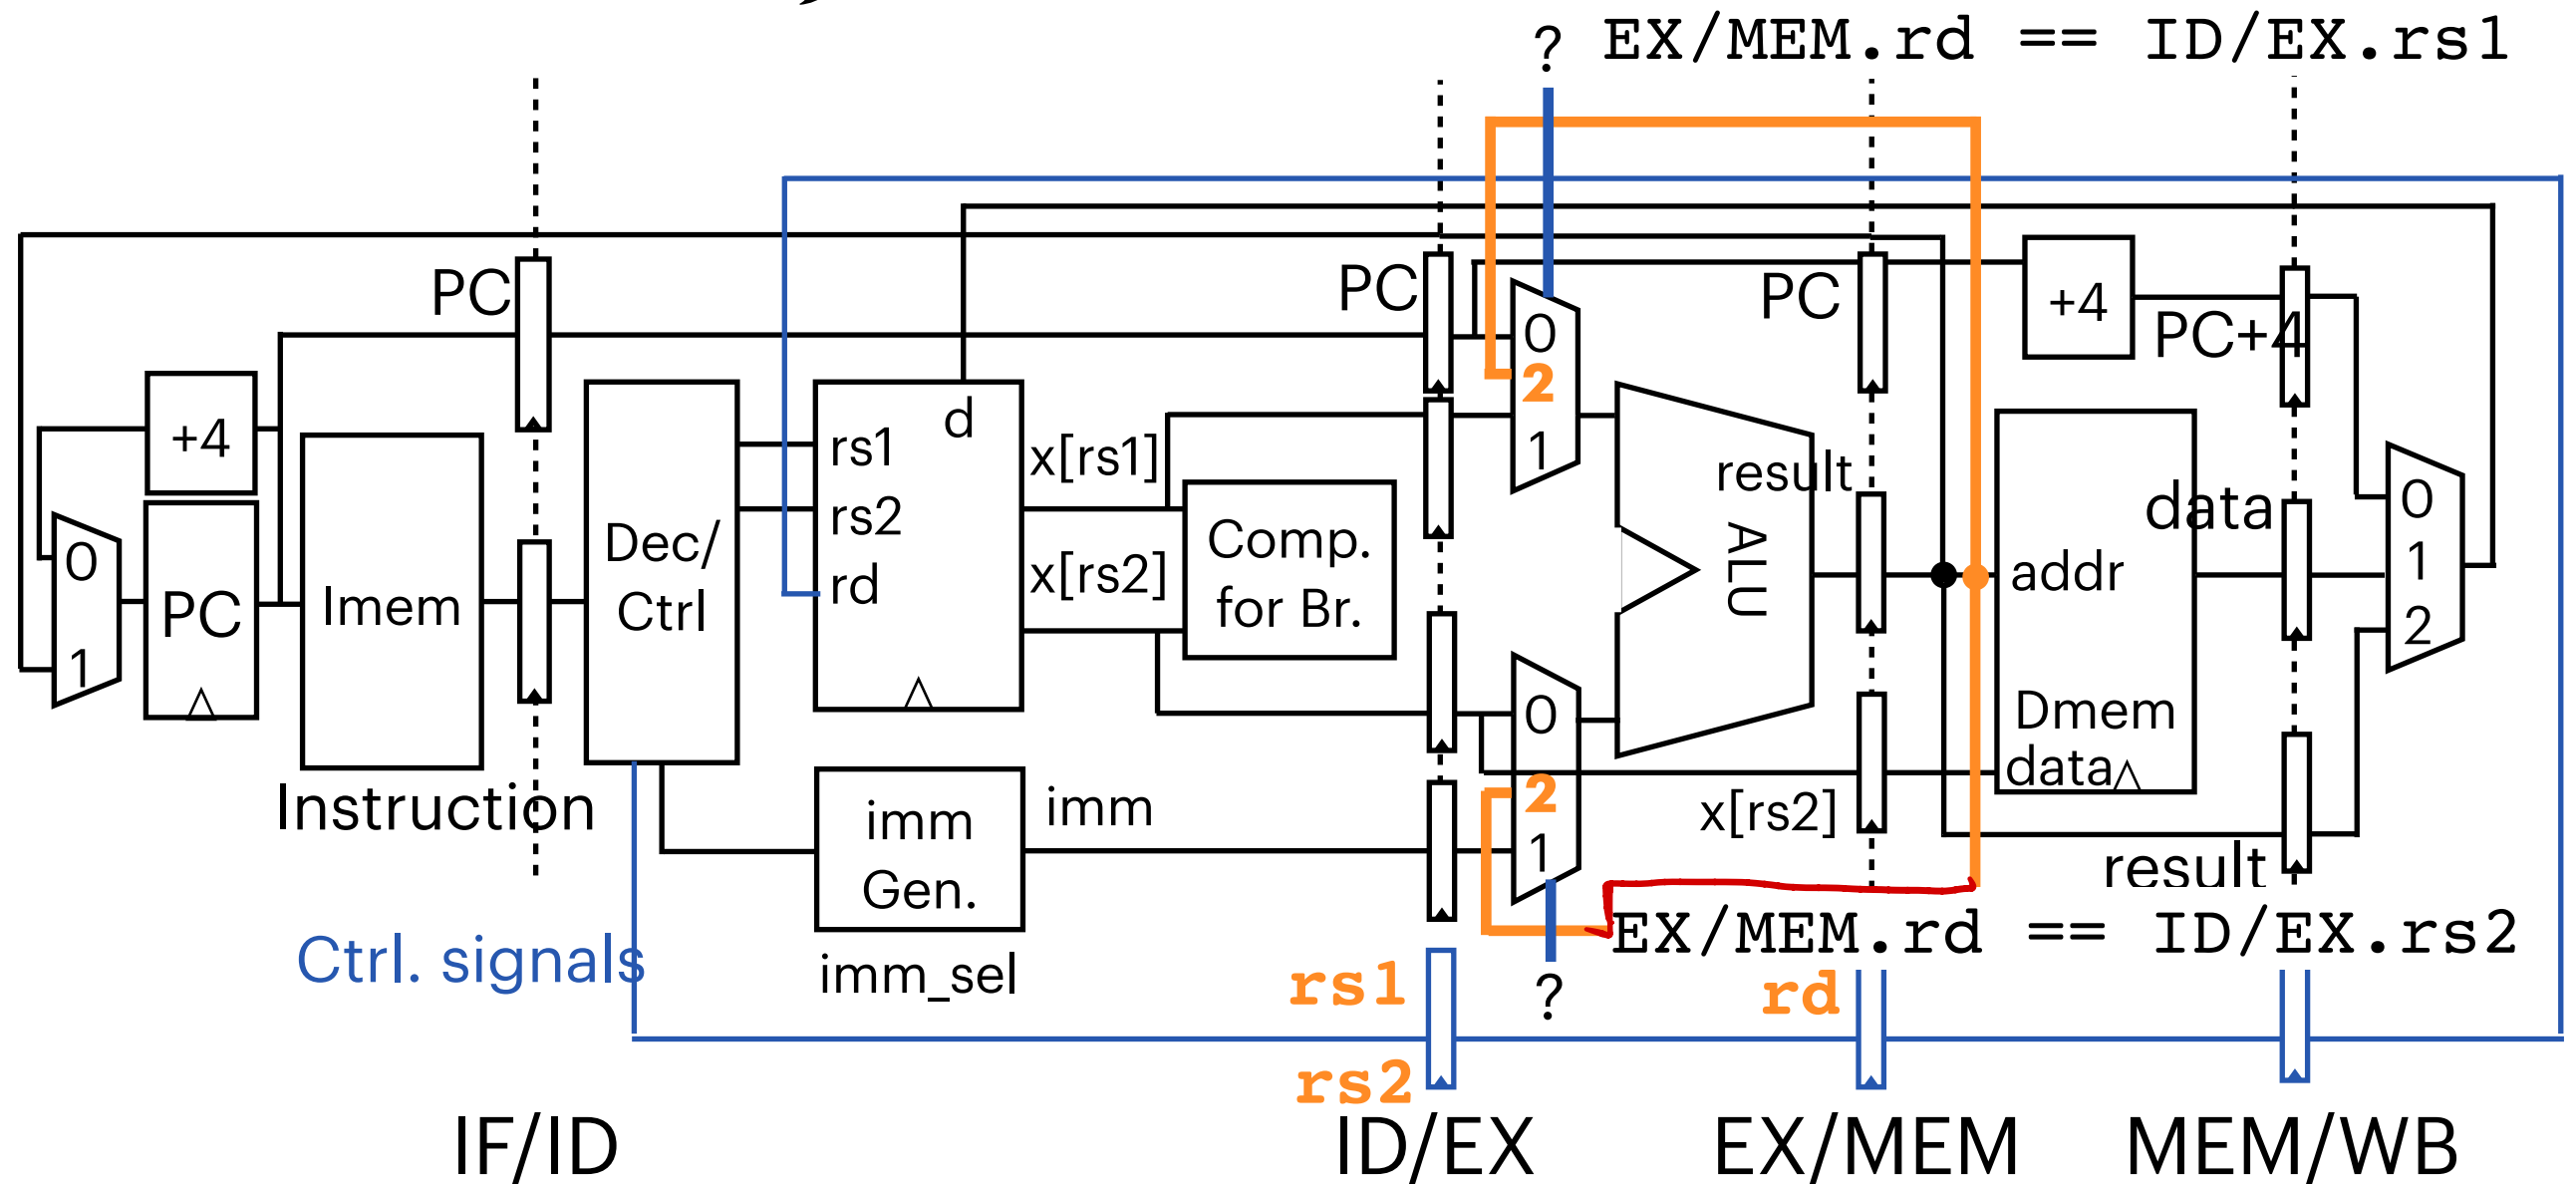 ? EX/MEM.rd == ID/EX.rs1
PC
PC
PC
+4
PC+4
0
2
1
+4
0
1
PC
Imem
Instruction
Dec/
Ctrl
d
rs1
rs2
rd
x[rs1]
x[rs2]
Comp.
for Br.
result
ALU
0
2
1
addr
Dmem
data
data
0
1
2
x[rs2]
result
imm
Gen.
imm
imm_sel
Ctrl. signals
EX/MEM.rd == ID/EX.rs2
?
rs1
rs2
rd
IF/ID
ID/EX
EX/MEM
MEM/WB